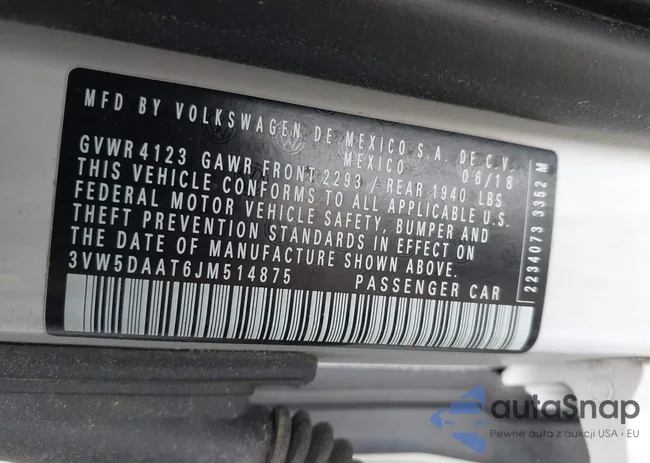 MFD BY VOLKSWAGEN DE MEXICO S.A. DE C.V.
MEXICO 06/18
GVWR 4123 GAWR FRONT 2293 / REAR 1940 LBS
THIS VEHICLE CONFORMS TO ALL APPLICABLE U.S.
FEDERAL MOTOR VEHICLE SAFETY, BUMPER AND
THEFT PREVENTION STANDARDS IN EFFECT ON
THE DATE OF MANUFACTURE SHOWN ABOVE.
3VW5DAAT6JM514875 PASSENGER CAR
2234073 3352 M
autaSnap
Pewne auta z aukcji USA i EU